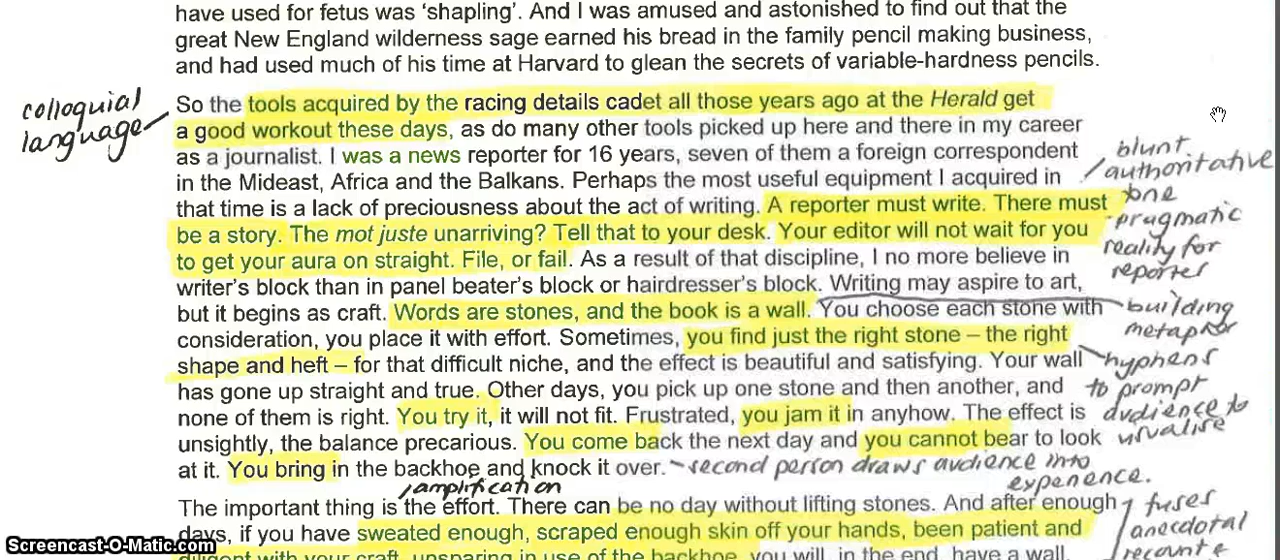 have used for fetus was ‘shapling’. And I was amused and astonished to find out that the
great New England wilderness sage earned his bread in the family pencil making business,
and had used much of his time at Harvard to glean the secrets of variable-hardness pencils.
colloquial
language
So the tools acquired by the racing details cadet all those years ago at the Herald get
a good workout these days, as do many other tools picked up here and there in my career
as a journalist. I was a news reporter for 16 years, seven of them a foreign correspondent
in the Mideast, Africa and the Balkans. Perhaps the most useful equipment I acquired in
that time is a lack of preciousness about the act of writing. A reporter must write. There must
be a story. The mot juste unarriving? Tell that to your desk. Your editor will not wait for you
to get your aura on straight. File, or fail. As a result of that discipline, I no more believe in
writer’s block than in panel beater’s block or hairdresser’s block. Writing may aspire to art,
but it begins as craft. Words are stones, and the book is a wall. You choose each stone with
consideration, you place it with effort. Sometimes, you find just the right stone – the right
shape and heft – for that difficult niche, and the effect is beautiful and satisfying. Your wall
has gone up straight and true. Other days, you pick up one stone and then another, and
none of them is right. You try it, it will not fit. Frustrated, you jam it in anyhow. The effect is
unsightly, the balance precarious. You come back the next day and you cannot bear to look
at it. You bring in the backhoe and knock it over.
blunt
authoritative
tone
pragmatic
reality for
reporter
building
metaphor
hyphens
to prompt
audience to
visualise
second person draws audience into
experience.
amplification
The important thing is the effort. There can be no day without lifting stones. And after enough
days, if you have sweated enough, scraped enough skin off your hands, been patient and
diligent with your craft, unsparing in use of the backhoe, you will, in the end, have a wall.
fuses
anecdotal
recount
Screencast-O-Matic.com